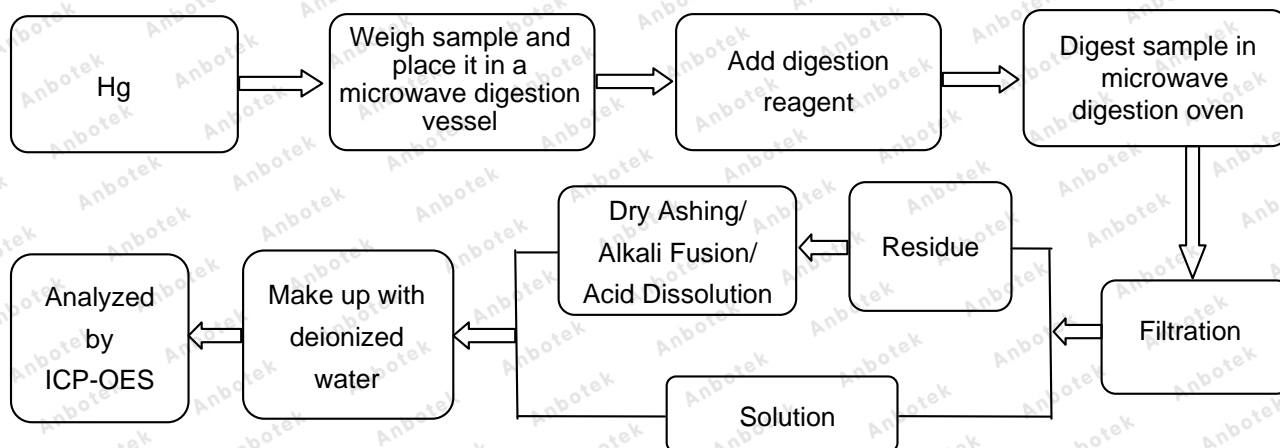 Hg
Weigh sample and
place it in a
microwave digestion
vessel
Add digestion
reagent
Digest sample in
microwave
digestion oven
Filtration
Residue
Dry Ashing/
Alkali Fusion/
Acid Dissolution
Solution
Make up with
deionized
water
Analyzed
by
ICP-OES
Anbotek